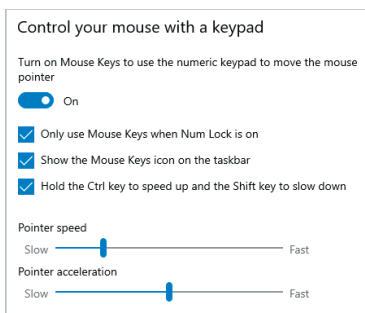 Control your mouse with a keypad
Turn on Mouse Keys to use the numeric keypad to move the mouse
pointer
On
Only use Mouse Keys when Num Lock is on
Show the Mouse Keys icon on the taskbar
Hold the Ctrl key to speed up and the Shift key to slow down
Pointer speed
Slow Fast
Pointer acceleration
Slow Fast